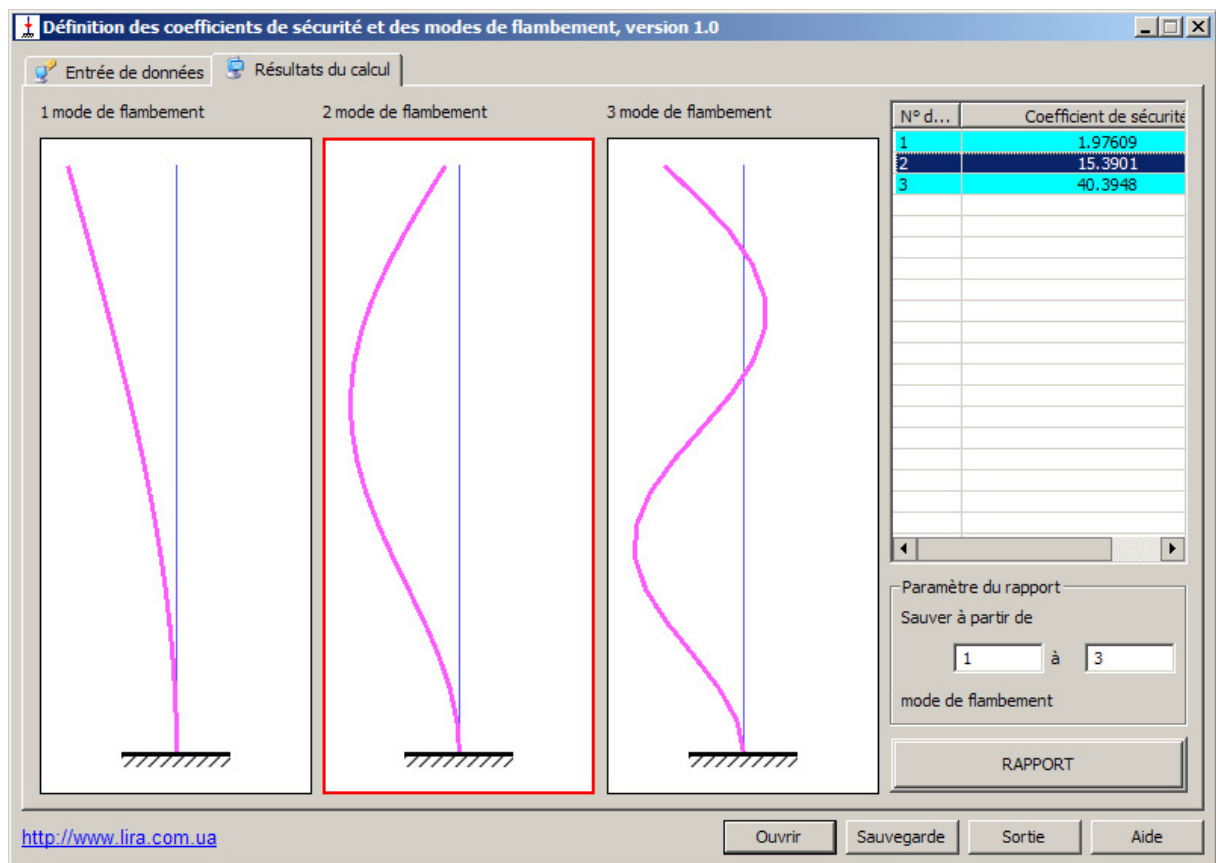 Définition des coefficients de sécurité et des modes de flambement, version 1.0
Entrée de données
Résultats du calcul
1 mode de flambement
2 mode de flambement
3 mode de flambement
N° d... Coefficient de sécurité
1 1.97609
2 15.3901
3 40.3948
Paramètre du rapport
Sauver à partir de
1 à 3
mode de flambement
RAPPORT
http://www.lira.com.ua
Ouvrir
Sauvegarde
Sortie
Aide